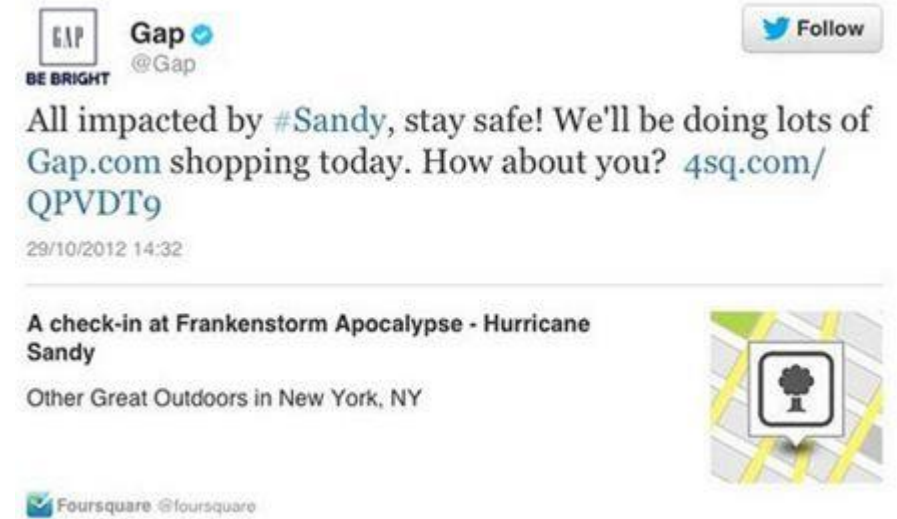 GAP
BE BRIGHT
Gap
@Gap
Follow
All impacted by #Sandy, stay safe! We'll be doing lots of
Gap.com shopping today. How about you? 4sq.com/
QPVDT9
29/10/2012 14:32
A check-in at Frankenstorm Apocalypse - Hurricane
Sandy
Other Great Outdoors in New York, NY
Foursquare @foursquare